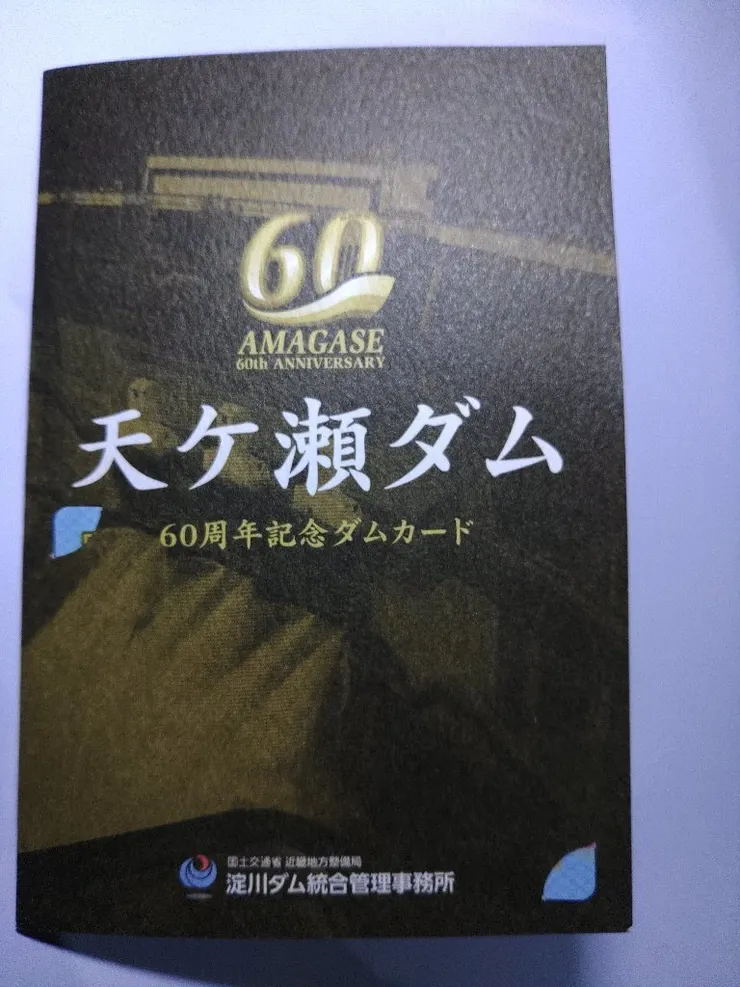 60
AMAGASE
60th ANNIVERSARY
天ケ瀬ダム
60周年記念ダムカード
国土交通省 近畿地方整備局
淀川ダム統合管理事務所